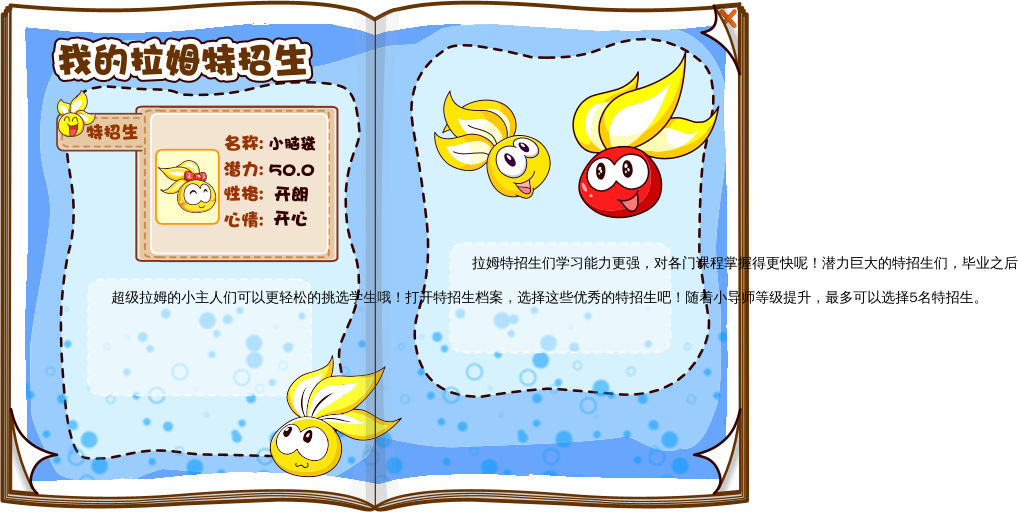 我的拉姆特招生
特招生
名称: 小脑袋
潜力: 50.0
性格: 开朗
心情: 开心
拉姆特招生们学习能力更强，对各门课程掌握得更快呢！潜力巨大的特招生们，毕业之后
超级拉姆的小主人们可以更轻松的挑选学生哦！打开特招生档案，选择这些优秀的特招生吧！随着小导师等级提升，最多可以选择5名特招生。